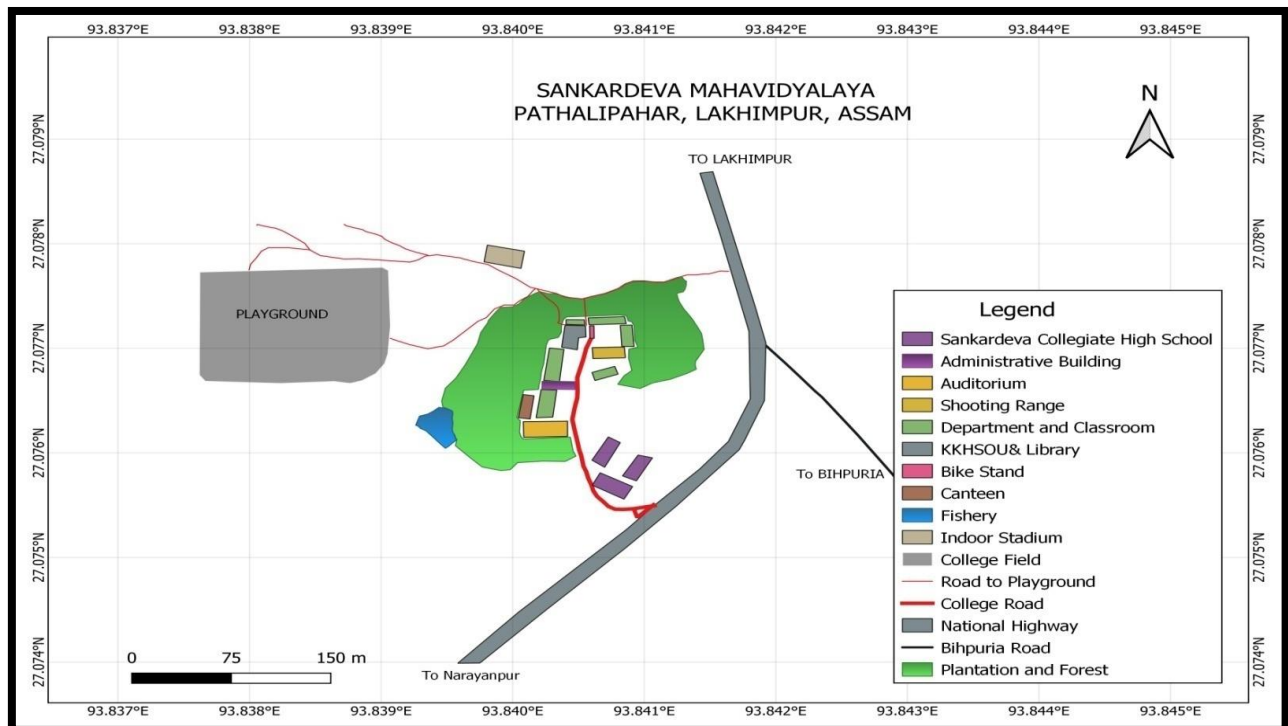 93.837°E 93.838°E 93.839°E 93.840°E 93.841°E 93.842°E 93.843°E 93.844°E 93.845°E
SANKARDEVA MAHAVIDYALAYA
PATHALIPAHAR, LAKHIMPUR, ASSAM
N
27.079°N
27.079°N
TO LAKHIMPUR
27.078°N
27.078°N
PLAYGROUND
27.077°N
27.077°N
27.076°N
27.076°N
To BIHPURIA
27.075°N
27.075°N
27.074°N
27.074°N
To Narayanpur
0 75 150 m
Legend
Sankardeva Collegiate High School
Administrative Building
Auditorium
Shooting Range
Department and Classroom
KKHSOU& Library
Bike Stand
Canteen
Fishery
Indoor Stadium
College Field
Road to Playground
College Road
National Highway
Bihpuria Road
Plantation and Forest
93.837°E 93.838°E 93.839°E 93.840°E 93.841°E 93.842°E 93.843°E 93.844°E 93.845°E